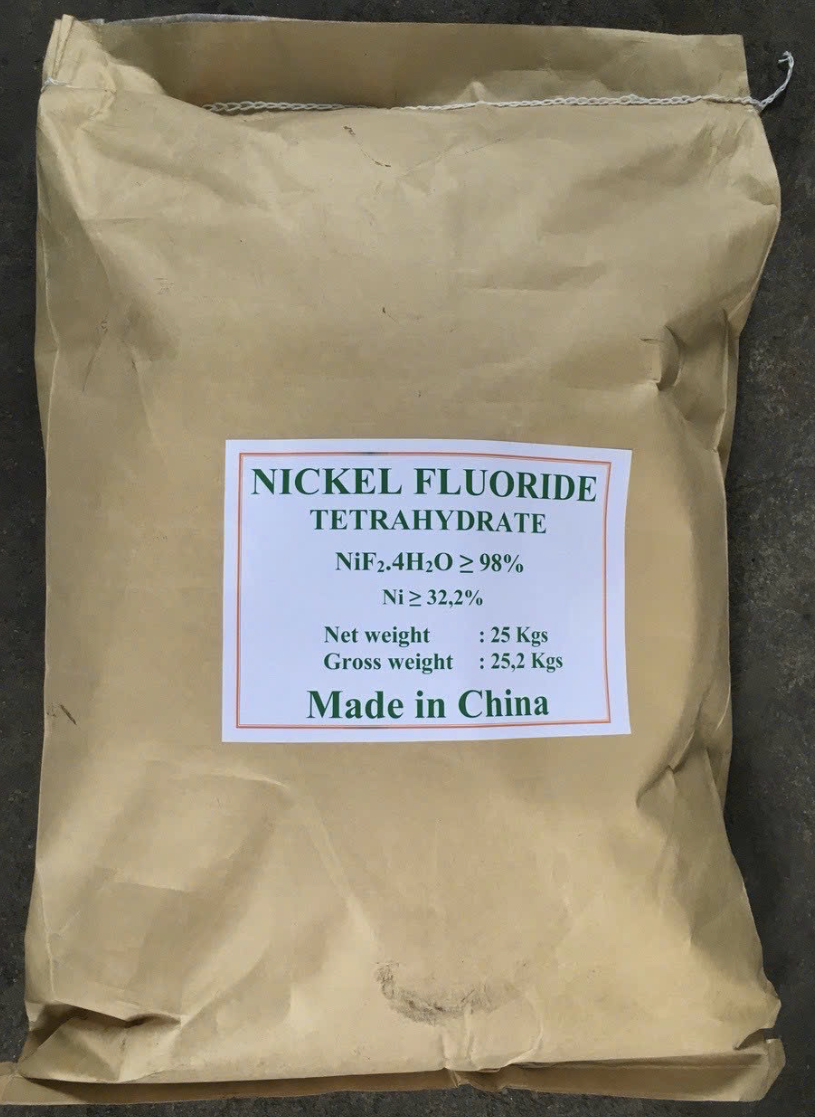 NICKEL FLUORIDE
TETRAHYDRATE
NiF₂.4H₂O ≥ 98%
Ni ≥ 32,2%
Net weight : 25 Kgs
Gross weight : 25,2 Kgs
Made in China